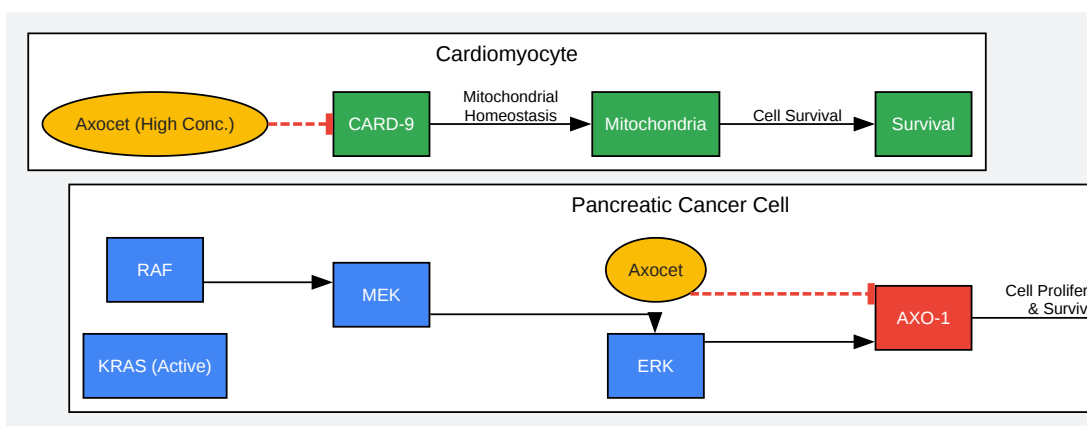 Cardiomyocyte
Axocet (High Conc.)
CARD-9
Mitochondrial
Homeostasis
Mitochondria
Cell Survival
Survival
Pancreatic Cancer Cell
RAF
MEK
Axocet
AXO-1
Cell
&
KRAS (Active)
ERK